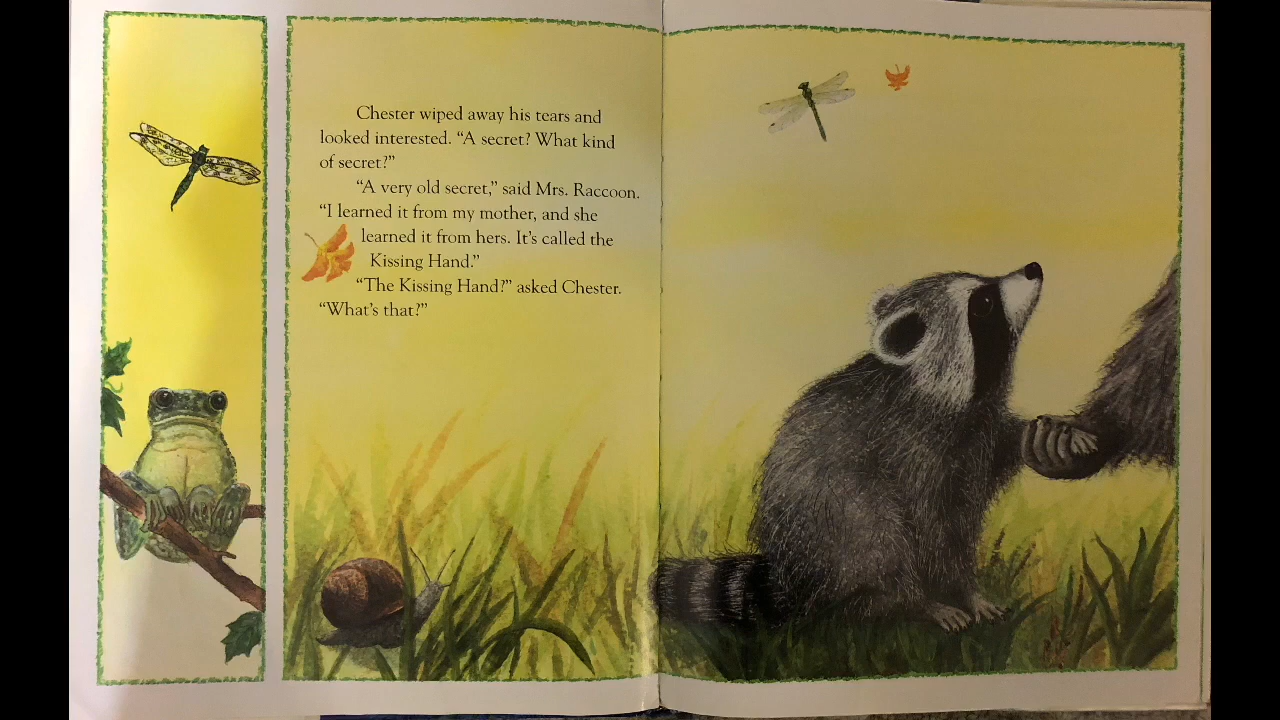 Chester wiped away his tears and
looked interested. “A secret? What kind
of secret?”
“A very old secret,” said Mrs. Raccoon.
“I learned it from my mother, and she
learned it from hers. It’s called the
Kissing Hand.”
“The Kissing Hand?” asked Chester.
“What’s that?”